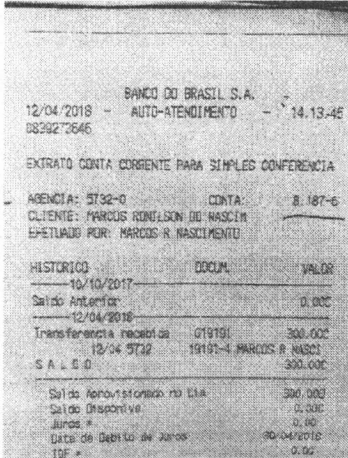 BANCO DO BRASIL S.A.
12/04/2018 - AUTO-ATENDIMENTO - 14.13.45
EXTRATO CONTA CORRENTE PARA SIMPLES CONFERENCIA
AGENCIA: 5732-0 CONTA: 8.187-6
CLIENTE: MARCOS RONILSON DO NASCIM
EFETUADO POR: MARCOS R NASCIMENTO
HISTORICO DOCUM. VALOR
10/10/2017
Saldo Anterior 0.00C
12/04/2018
Transferencia recebida 300.00C
12/04 5732 19191-4 MARCOS R NASCI
S A L D O 300.00C
Saldo Aprovisionado no Dia 300.00
Saldo Disponivel 0.00C
Juros * 0.00
Data de Debito de Juros 30/04/2018
IOF * 0.00